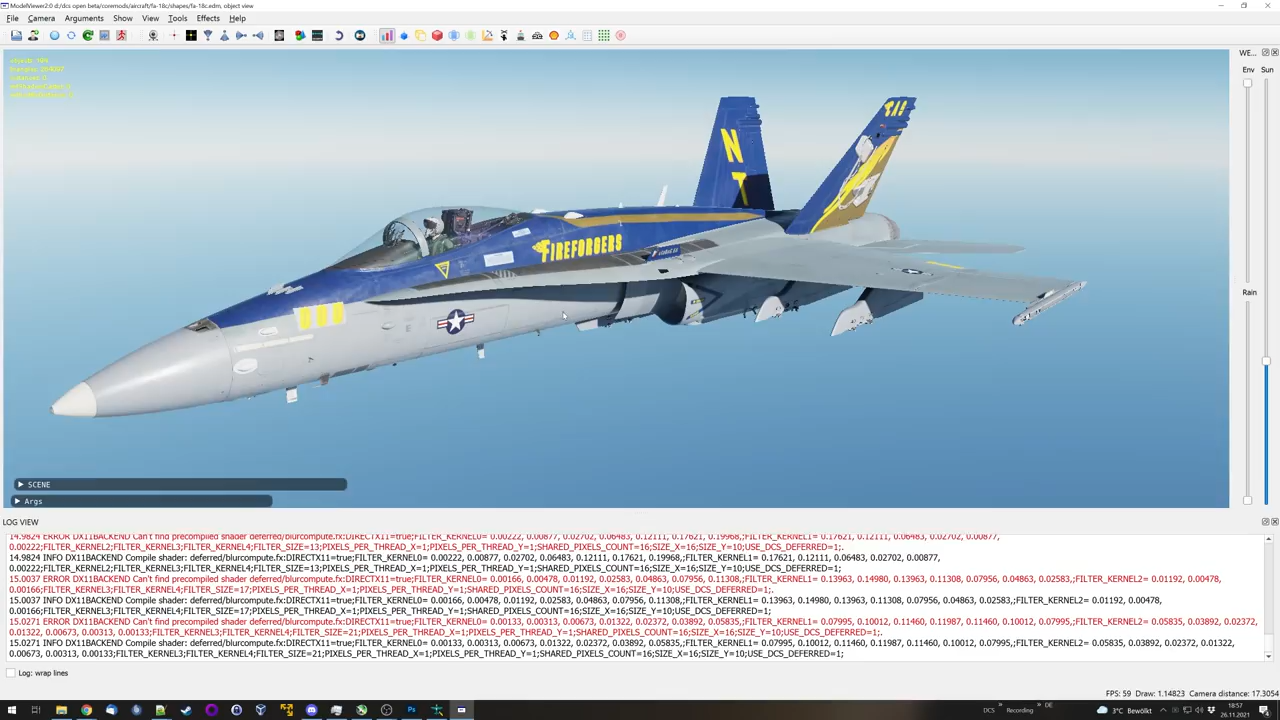 ModelViewer2.0 d:/dcs open beta/coremods/aircraft/fa-18c/shapes/fa-18c.edm, object view
File Camera Arguments Show View Tools Effects Help
WE...
Env Sun
N
T
FIREFORGERS
Rain
SCENE
Args
LOG VIEW
14.9824 ERROR DX11BACKEND Can't find precompiled shader deferred/blurcompute.fx:DIRECTX11=true;FILTER_KERNEL0= 0.00222, 0.00877, 0.02702, 0.06483, 0.12111, 0.17621, 0.19968,;FILTER_KERNEL1= 0.17621, 0.12111, 0.06483, 0.02702, 0.00877,
0.00222;FILTER_KERNEL2;FILTER_KERNEL3;FILTER_KERNEL4;FILTER_SIZE=13;PIXELS_PER_THREAD_X=1;PIXELS_PER_THREAD_Y=1;SHARED_PIXELS_COUNT=16;SIZE_X=16;SIZE_Y=10;USE_DCS_DEFERRED=1;.
14.9824 INFO DX11BACKEND Compile shader: deferred/blurcompute.fx:DIRECTX11=true;FILTER_KERNEL0= 0.00222, 0.00877, 0.02702, 0.06483, 0.12111, 0.17621, 0.19968,;FILTER_KERNEL1= 0.17621, 0.12111, 0.06483, 0.02702, 0.00877,
0.00222;FILTER_KERNEL2;FILTER_KERNEL3;FILTER_KERNEL4;FILTER_SIZE=13;PIXELS_PER_THREAD_X=1;PIXELS_PER_THREAD_Y=1;SHARED_PIXELS_COUNT=16;SIZE_X=16;SIZE_Y=10;USE_DCS_DEFERRED=1;
15.0037 ERROR DX11BACKEND Can't find precompiled shader deferred/blurcompute.fx:DIRECTX11=true;FILTER_KERNEL0= 0.00166, 0.00478, 0.01192, 0.02583, 0.04863, 0.07956, 0.11308,;FILTER_KERNEL1= 0.13963, 0.14980, 0.13963, 0.11308, 0.07956, 0.04863, 0.02583,;FILTER_KERNEL2= 0.01192, 0.00478,
0.00166;FILTER_KERNEL3;FILTER_KERNEL4;FILTER_SIZE=17;PIXELS_PER_THREAD_X=1;PIXELS_PER_THREAD_Y=1;SHARED_PIXELS_COUNT=16;SIZE_X=16;SIZE_Y=10;USE_DCS_DEFERRED=1;.
15.0037 INFO DX11BACKEND Compile shader: deferred/blurcompute.fx:DIRECTX11=true;FILTER_KERNEL0= 0.00166, 0.00478, 0.01192, 0.02583, 0.04863, 0.07956, 0.11308,;FILTER_KERNEL1= 0.13963, 0.14980, 0.13963, 0.11308, 0.07956, 0.04863, 0.02583,;FILTER_KERNEL2= 0.01192, 0.00478,
0.00166;FILTER_KERNEL3;FILTER_KERNEL4;FILTER_SIZE=17;PIXELS_PER_THREAD_X=1;PIXELS_PER_THREAD_Y=1;SHARED_PIXELS_COUNT=16;SIZE_X=16;SIZE_Y=10;USE_DCS_DEFERRED=1;
15.0271 ERROR DX11BACKEND Can't find precompiled shader deferred/blurcompute.fx:DIRECTX11=true;FILTER_KERNEL0= 0.00133, 0.00313, 0.00673, 0.01322, 0.02372, 0.03892, 0.05835,;FILTER_KERNEL1= 0.07995, 0.10012, 0.11460, 0.11987, 0.11460, 0.10012, 0.07995,;FILTER_KERNEL2= 0.05835, 0.03892, 0.02372,
0.01322, 0.00673, 0.00313, 0.00133;FILTER_KERNEL3;FILTER_KERNEL4;FILTER_SIZE=21;PIXELS_PER_THREAD_X=1;PIXELS_PER_THREAD_Y=1;SHARED_PIXELS_COUNT=16;SIZE_X=16;SIZE_Y=10;USE_DCS_DEFERRED=1;.
15.0271 INFO DX11BACKEND Compile shader: deferred/blurcompute.fx:DIRECTX11=true;FILTER_KERNEL0= 0.00133, 0.00313, 0.00673, 0.01322, 0.02372, 0.03892, 0.05835,;FILTER_KERNEL1= 0.07995, 0.10012, 0.11460, 0.11987, 0.11460, 0.10012, 0.07995,;FILTER_KERNEL2= 0.05835, 0.03892, 0.02372, 0.01322,
0.00673, 0.00313, 0.00133;FILTER_KERNEL3;FILTER_KERNEL4;FILTER_SIZE=21;PIXELS_PER_THREAD_X=1;PIXELS_PER_THREAD_Y=1;SHARED_PIXELS_COUNT=16;SIZE_X=16;SIZE_Y=10;USE_DCS_DEFERRED=1;
Log: wrap lines
FPS: 59 Draw: 1.14823 Camera distance: 17.3054
DCS Recording DE 3°C Bewölkt 18:57
26.11.2021